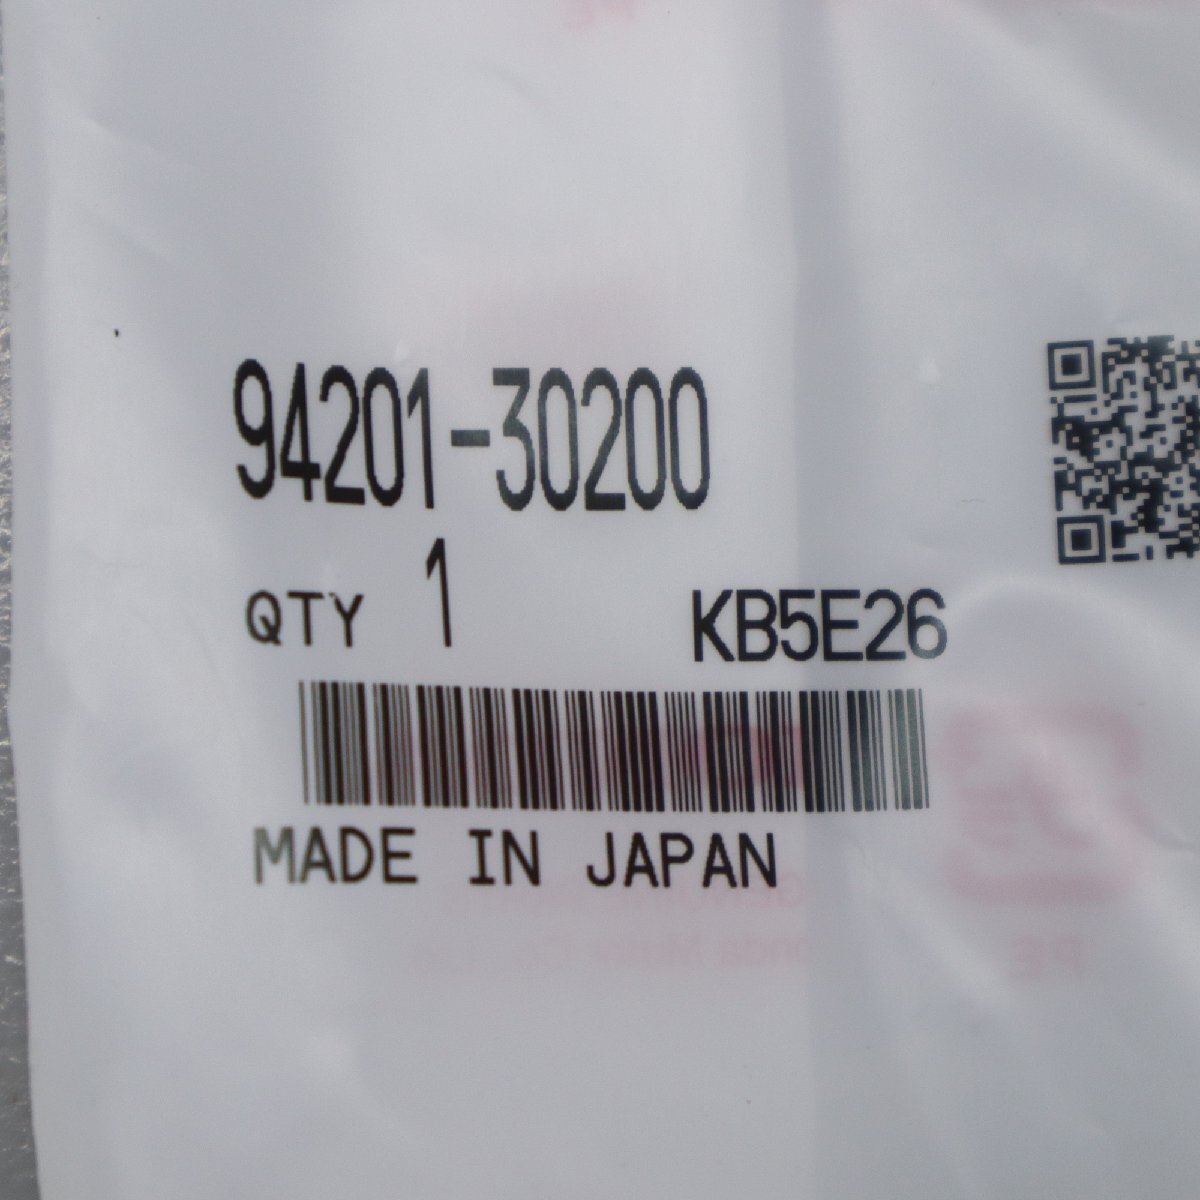 94201-30200
QTY 1 KB5E26
MADE IN JAPAN